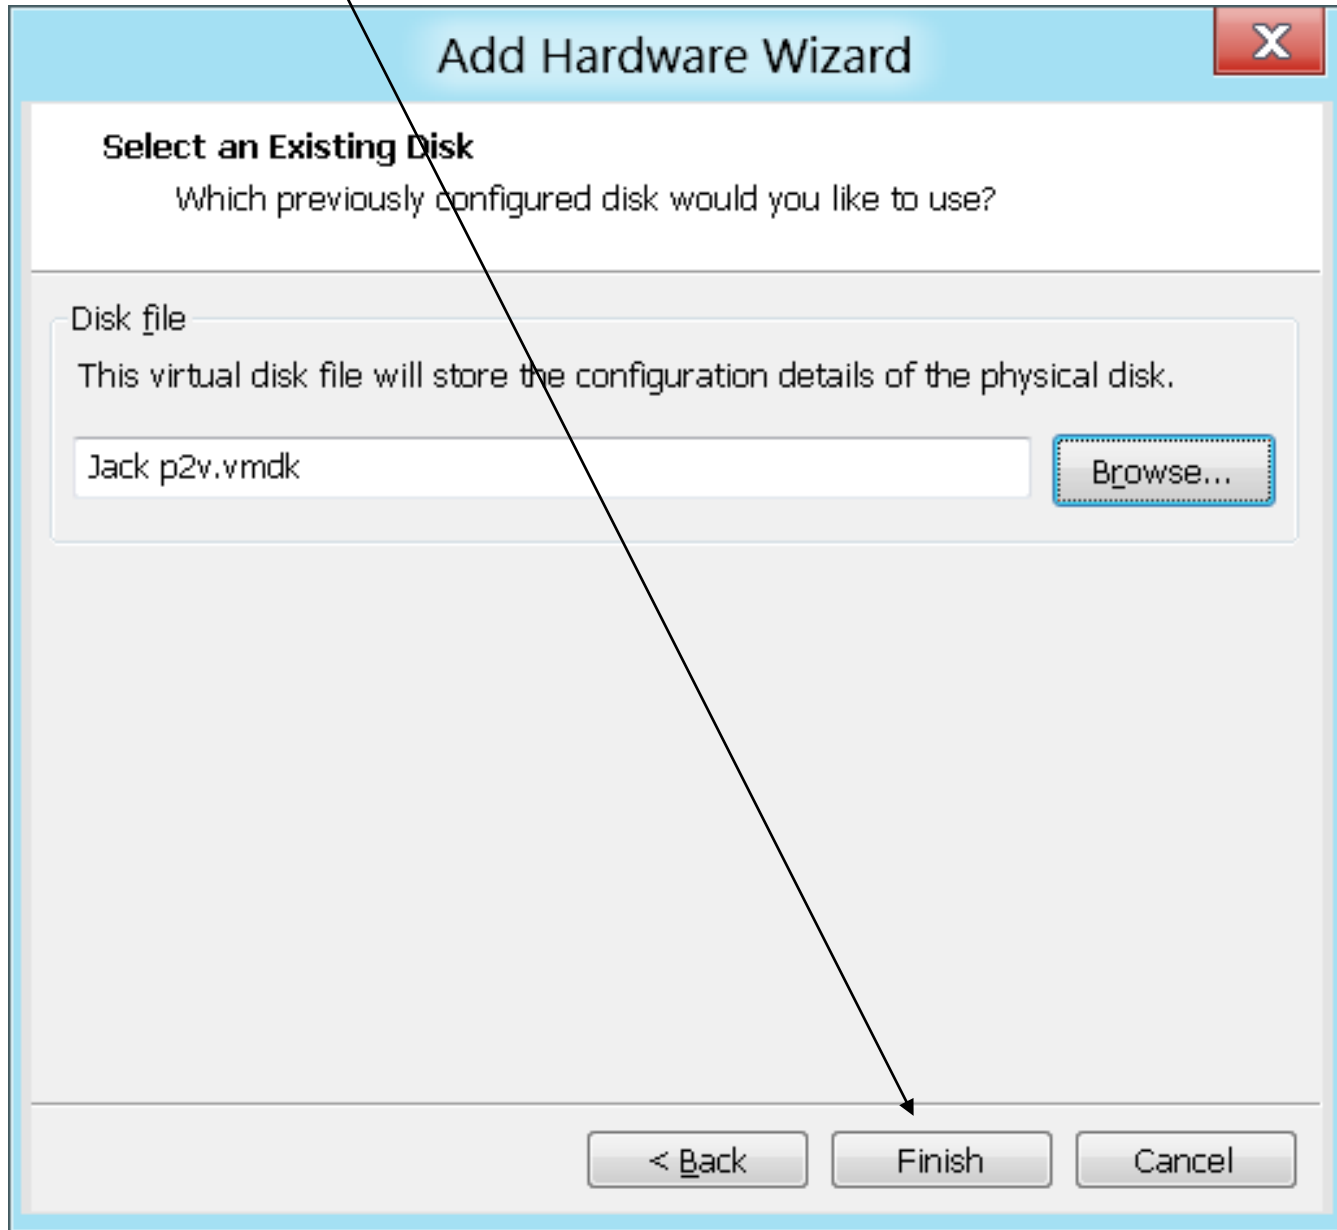 Add Hardware Wizard
Select an Existing Disk
Which previously configured disk would you like to use?
Disk file
This virtual disk file will store the configuration details of the physical disk.
Jack p2v.vmdk
Browse...
< Back
Finish
Cancel